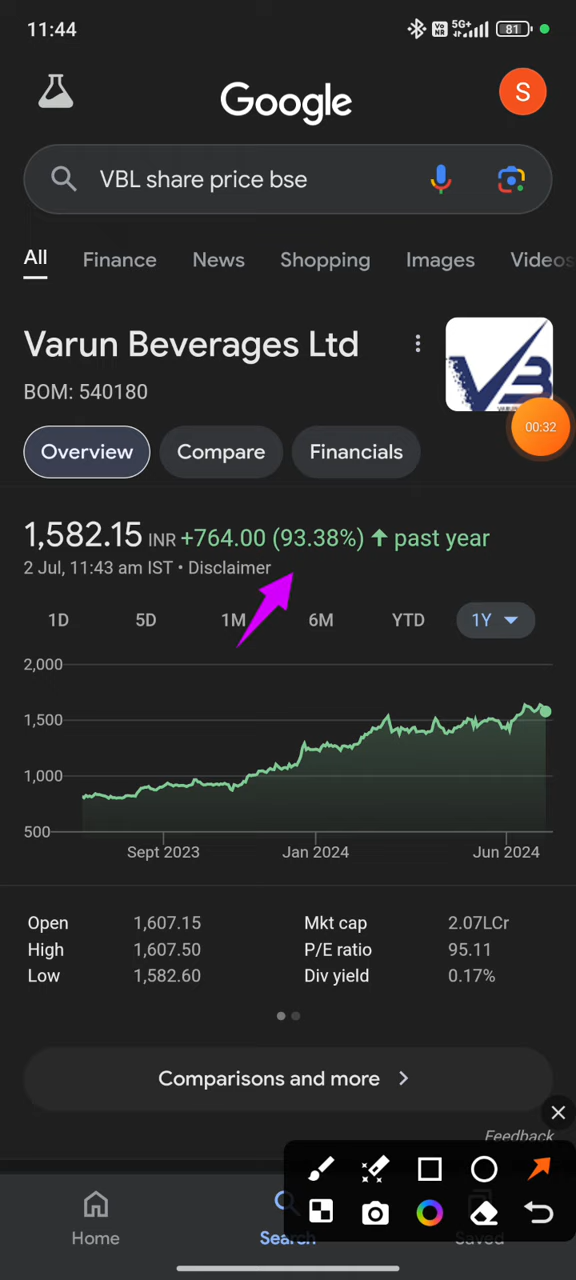 11:44
Vo
NR
5G+
81
Google
S
VBL share price bse
All Finance News Shopping Images Videos
Varun Beverages Ltd
BOM: 540180
00:32
Overview Compare Financials
1,582.15 INR +764.00 (93.38%) ↑ past year
2 Jul, 11:43 am IST • Disclaimer
1D 5D 1M 6M YTD 1Y
2,000
1,500
1,000
500
Sept 2023 Jan 2024 Jun 2024
Open 1,607.15 Mkt cap 2.07LCr
High 1,607.50 P/E ratio 95.11
Low 1,582.60 Div yield 0.17%
Comparisons and more
Feedback
Home Search Saved